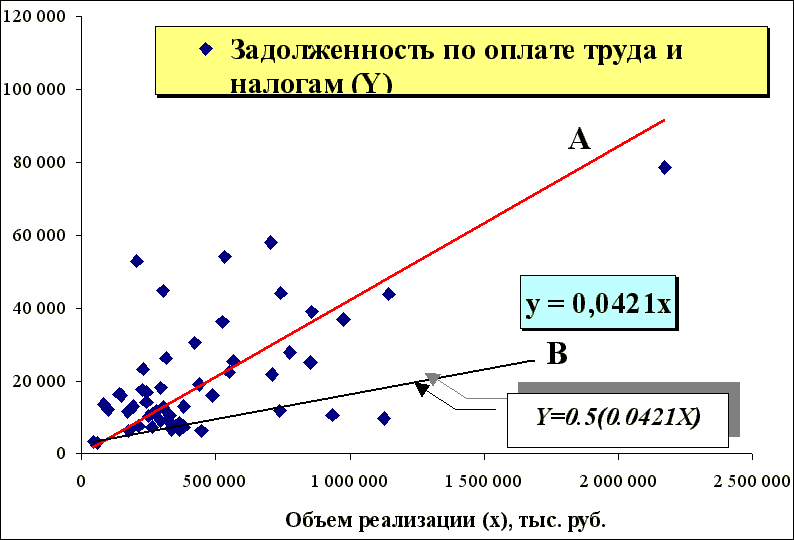 120 000
Задолженность по оплате труда и
налогам (Y)
100 000
A
80 000
60 000
y = 0,0421x
40 000
B
20 000
Y=0.5(0.0421X)
0
0 500 000 1 000 000 1 500 000 2 000 000 2 500 000
Объем реализации (x), тыс. руб.